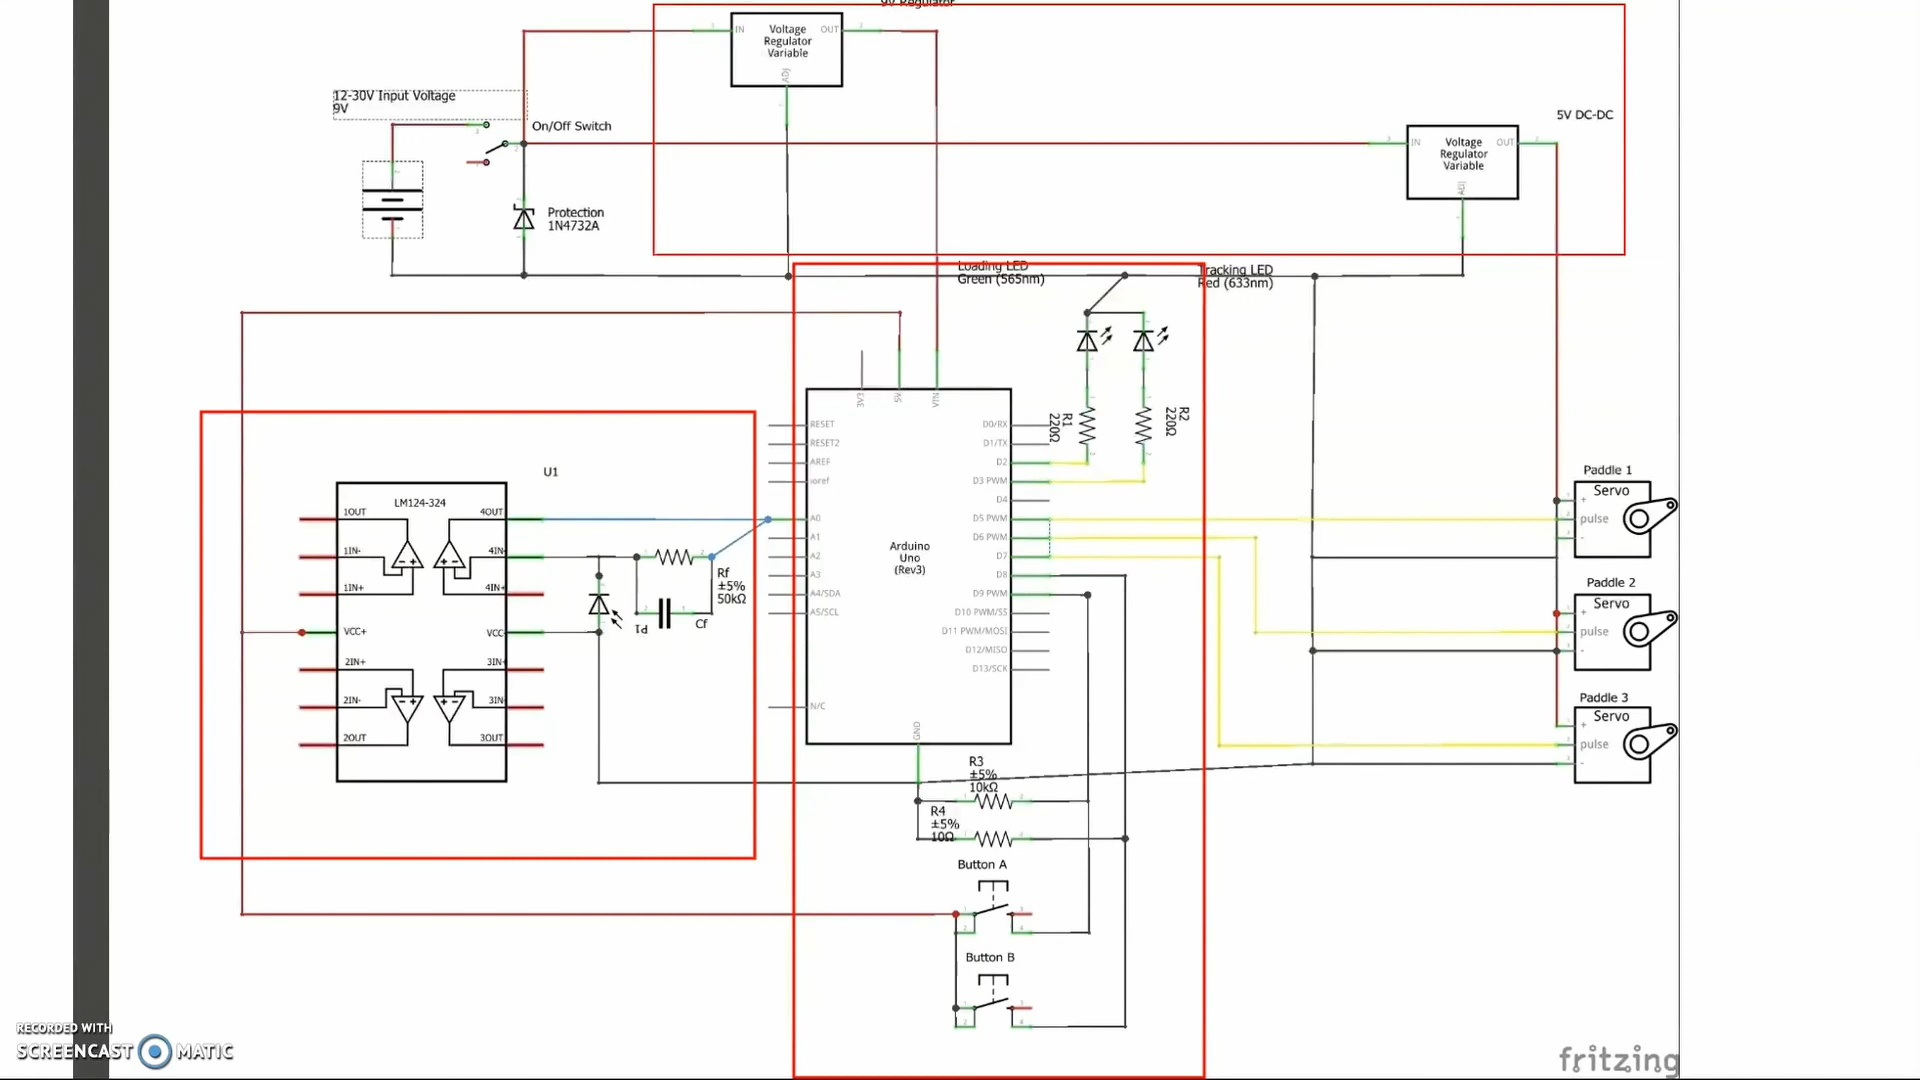 9V Regulator
Voltage
Regulator
Variable
IN
OUT
ADJ
12-30V Input Voltage
9V
On/Off Switch
5V DC-DC
Voltage
Regulator
Variable
IN
OUT
ADJ
Protection
1N4732A
Loading LED
Green (565nm)
Tracking LED
Red (633nm)
3V3
5V
VIN
R1
220Ω
R2
220Ω
RESET
RESET2
AREF
ioref
A0
A1
A2
A3
A4/SDA
A5/SCL
N/C
Arduino
Uno
(Rev3)
D0/RX
D1/TX
D2
D3 PWM
D4
D5 PWM
D6 PWM
D7
D8
D9 PWM
D10 PWM/SS
D11 PWM/MOSI
D12/MISO
D13/SCK
GND
U1
LM124-324
1OUT
1IN-
1IN+
VCC+
2IN+
2IN-
2OUT
4OUT
4IN-
4IN+
VCC-
3IN+
3IN-
3OUT
Rf
±5%
50kΩ
P1
Cf
Paddle 1
Servo
+
pulse
-
Paddle 2
Servo
+
pulse
-
Paddle 3
Servo
+
pulse
-
R3
±5%
10kΩ
R4
±5%
10Ω
Button A
Button B
RECORDED WITH
SCREENCAST MATIC
fritzing